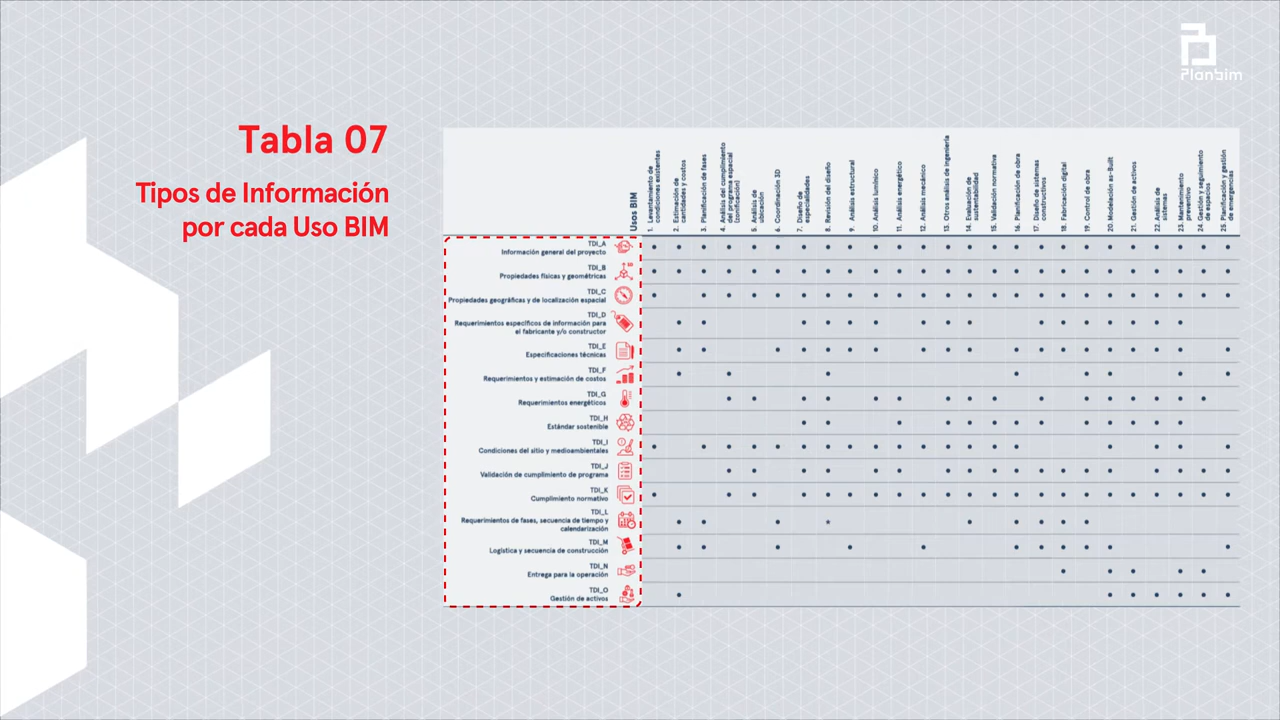 Planbim
Tabla 07
Tipos de Información
por cada Uso BIM
Usos BIM
1. Levantamiento de
condiciones existentes
2. Estimación de
cantidades y costos
3. Planificación de fases
4. Análisis del cumplimiento
del programa espacial
(zonificación)
5. Análisis de
ubicación
6. Coordinación 3D
7. Diseño de
especialidades
8. Revisión del diseño
9. Análisis estructural
10. Análisis lumínico
11. Análisis energético
12. Análisis mecánico
13. Otros análisis de ingeniería
14. Evaluación de
sustentabilidad
15. Validación normativa
16. Planificación de obra
17. Diseño de sistemas
constructivos
18. Fabricación digital
19. Control de obra
20. Modelación as-Built
21. Gestión de activos
22. Análisis de
sistemas
23. Mantenimiento
preventivo
24. Gestión y seguimiento
de espacios
25. Planificación y gestión
de emergencias
TDI_A
Información general del proyecto
TDI_B
Propiedades físicas y geométricas
TDI_C
Propiedades geográficas y de localización espacial
TDI_D
Requerimientos específicos de información para
el fabricante y/o constructor
TDI_E
Especificaciones técnicas
TDI_F
Requerimientos y estimación de costos
TDI_G
Requerimientos energéticos
TDI_H
Estándar sostenible
TDI_I
Condiciones del sitio y medioambientales
TDI_J
Validación de cumplimiento de programa
TDI_K
Cumplimiento normativo
TDI_L
Requerimientos de fases, secuencia de tiempo y
calendarización
TDI_M
Logística y secuencia de construcción
TDI_N
Entrega para la operación
TDI_O
Gestión de activos